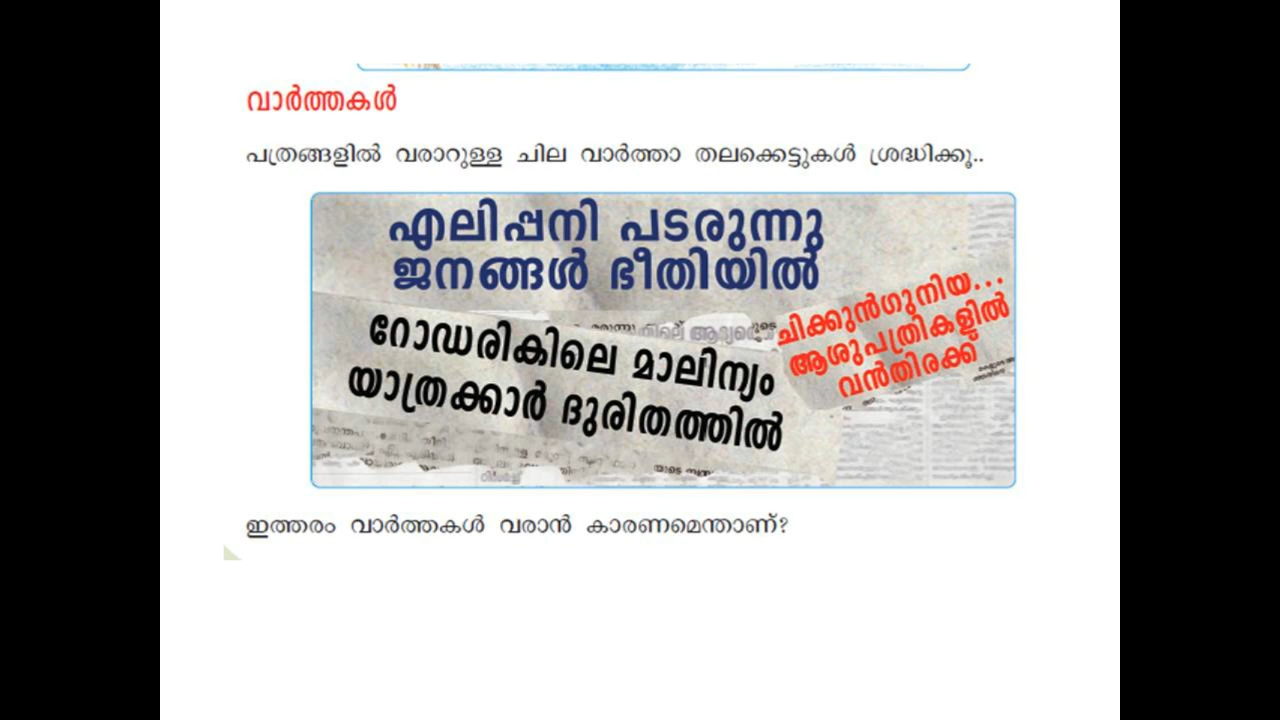 വാർത്തകൾ
പത്രങ്ങളിൽ വരാറുള്ള ചില വാർത്താ തലക്കെട്ടുകൾ ശ്രദ്ധിക്കൂ..
എലിപ്പനി പടരുന്നു
ജനങ്ങൾ ഭീതിയിൽ
റോഡരികിലെ മാലിന്യം
യാത്രക്കാർ ദുരിതത്തിൽ
ചിക്കുൻഗുനിയ...
ആശുപത്രികളിൽ
വൻതിരക്ക്
ഇത്തരം വാർത്തകൾ വരാൻ കാരണമെന്താണ്?